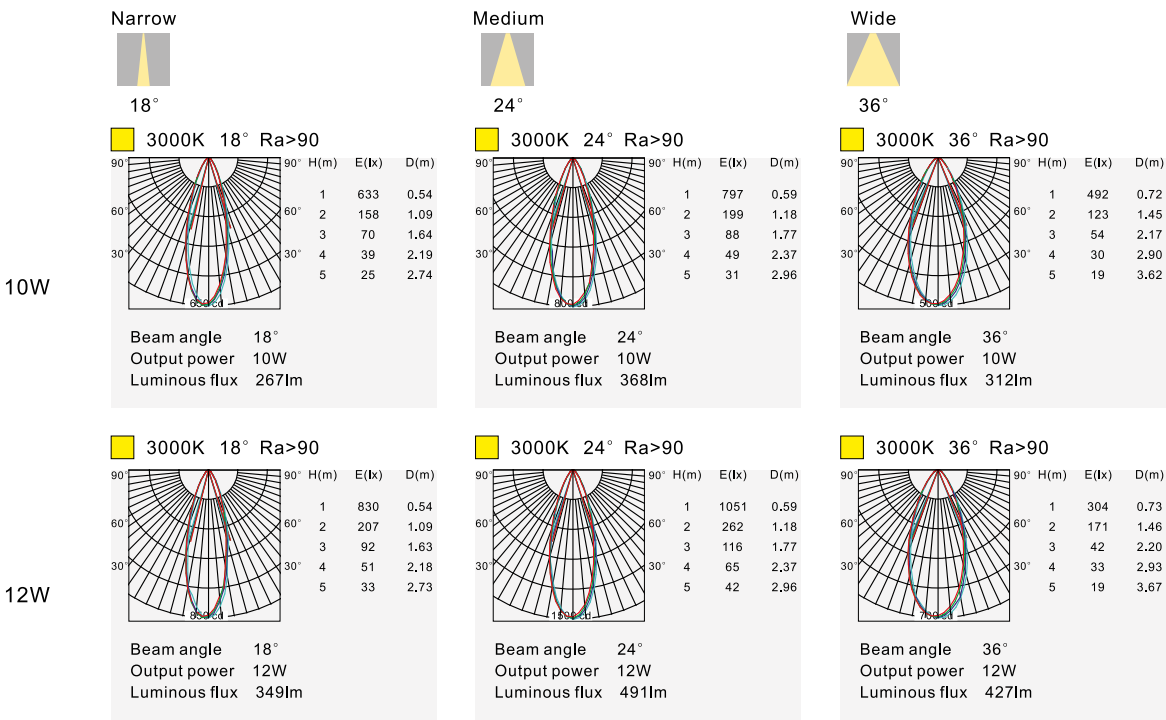 Narrow
18°
Medium
24°
Wide
36°
10W
3000K 18° Ra>90
90° 90° H(m) E(lx) D(m)
1 633 0.54
60° 60° 2 158 1.09
3 70 1.64
30° 30° 4 39 2.19
5 25 2.74
650 cd
Beam angle 18°
Output power 10W
Luminous flux 267lm
3000K 24° Ra>90
90° 90° H(m) E(lx) D(m)
1 797 0.59
60° 60° 2 199 1.18
3 88 1.77
30° 30° 4 49 2.37
5 31 2.96
800 cd
Beam angle 24°
Output power 10W
Luminous flux 368lm
3000K 36° Ra>90
90° 90° H(m) E(lx) D(m)
1 492 0.72
60° 60° 2 123 1.45
3 54 2.17
30° 30° 4 30 2.90
5 19 3.62
500 cd
Beam angle 36°
Output power 10W
Luminous flux 312lm
12W
3000K 18° Ra>90
90° 90° H(m) E(lx) D(m)
1 830 0.54
60° 60° 2 207 1.09
3 92 1.63
30° 30° 4 51 2.18
5 33 2.73
850 cd
Beam angle 18°
Output power 12W
Luminous flux 349lm
3000K 24° Ra>90
90° 90° H(m) E(lx) D(m)
1 1051 0.59
60° 60° 2 262 1.18
3 116 1.77
30° 30° 4 65 2.37
5 42 2.96
1500 cd
Beam angle 24°
Output power 12W
Luminous flux 491lm
3000K 36° Ra>90
90° 90° H(m) E(lx) D(m)
1 304 0.73
60° 60° 2 171 1.46
3 42 2.20
30° 30° 4 33 2.93
5 19 3.67
700 cd
Beam angle 36°
Output power 12W
Luminous flux 427lm